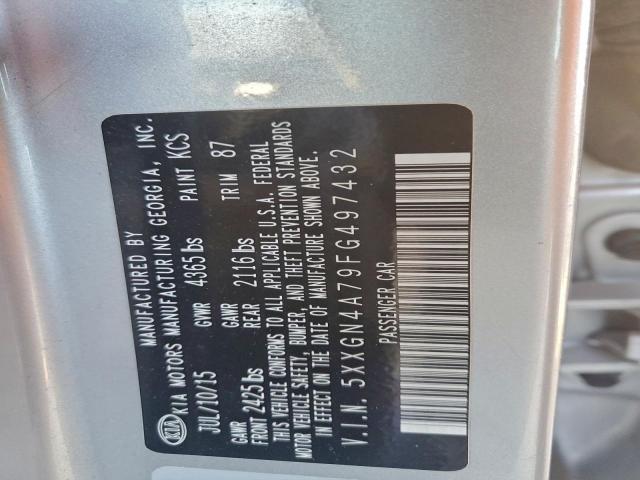 MANUFACTURED BY
KIA KIA MOTORS MANUFACTURING GEORGIA, INC.
JUL/10/15 GVWR 4365 lbs PAINT KCS
GAWR FRONT 2425 lbs GAWR REAR 2116 lbs TRIM 87
THIS VEHICLE CONFORMS TO ALL APPLICABLE U.S.A. FEDERAL
MOTOR VEHICLE SAFETY, BUMPER, AND THEFT PREVENTION STANDARDS
IN EFFECT ON THE DATE OF MANUFACTURE SHOWN ABOVE.
V.I.N. 5XXGN4A79FG497432
PASSENGER CAR